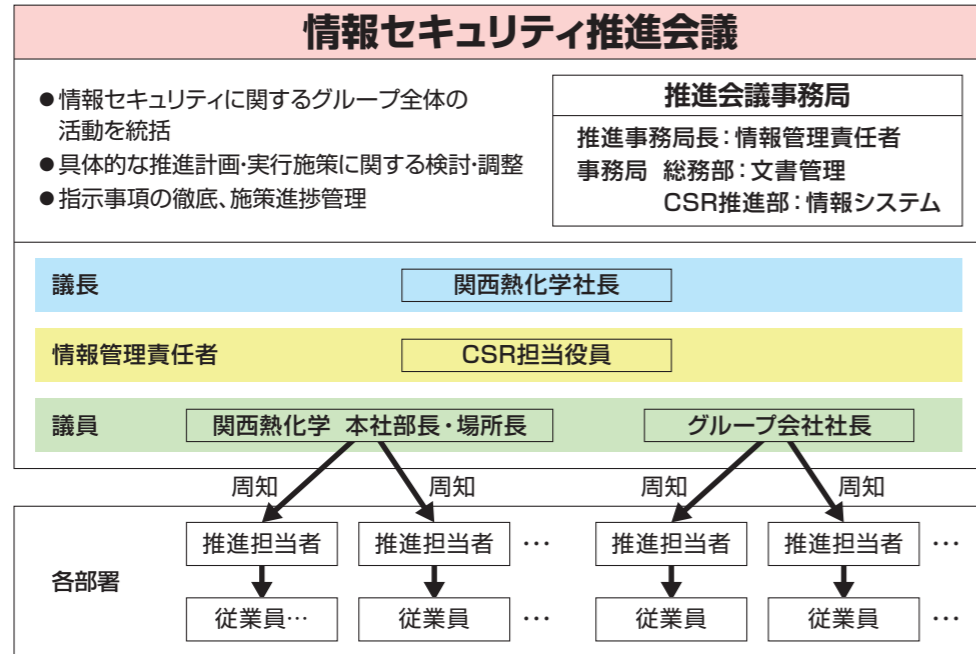 情報セキュリティ推進会議
●情報セキュリティに関するグループ全体の
活動を統括
●具体的な推進計画・実行施策に関する検討・調整
●指示事項の徹底、施策進捗管理
推進会議事務局
推進事務局長：情報管理責任者
事務局 総務部：文書管理
CSR推進部：情報システム
議長 関西熱化学社長
情報管理責任者 CSR担当役員
議員 関西熱化学 本社部長・場所長 グループ会社社長
周知 周知 周知 周知
各部署
推進担当者 推進担当者 … 推進担当者 推進担当者 …
従業員… 従業員 … 従業員 従業員 …